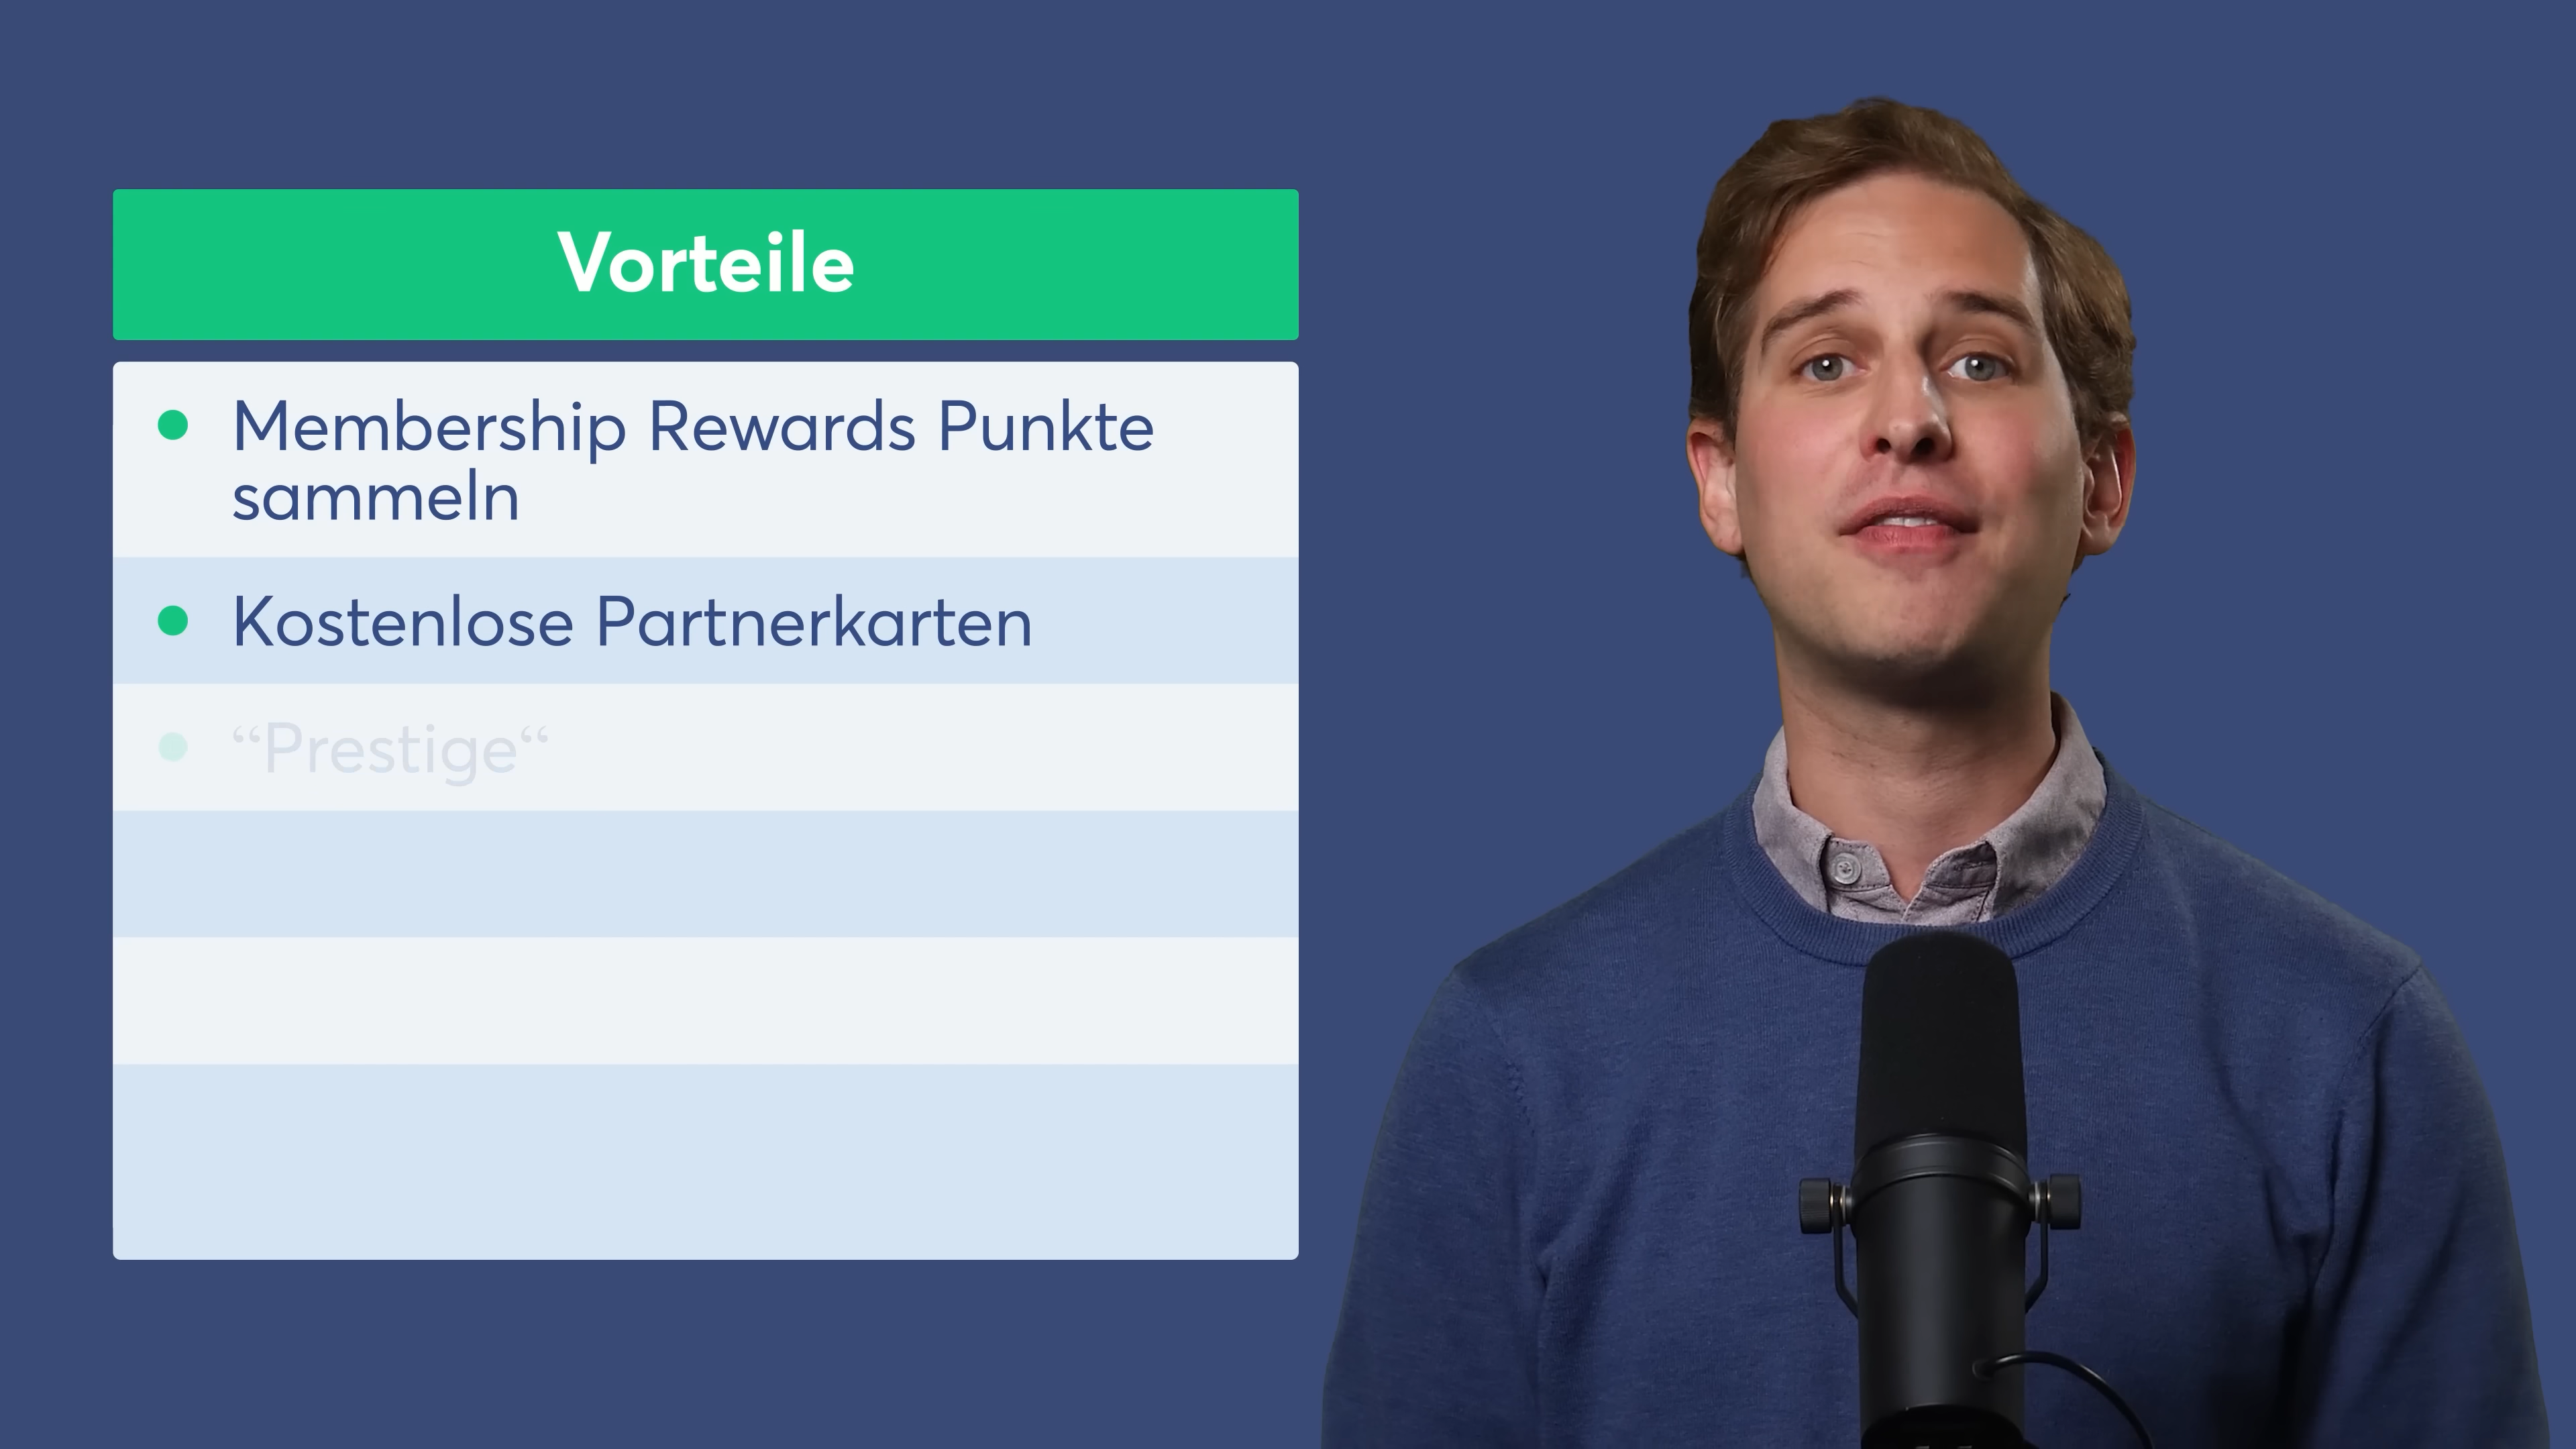 Vorteile
Membership Rewards Punkte
sammeln
Kostenlose Partnerkarten
“Prestige“